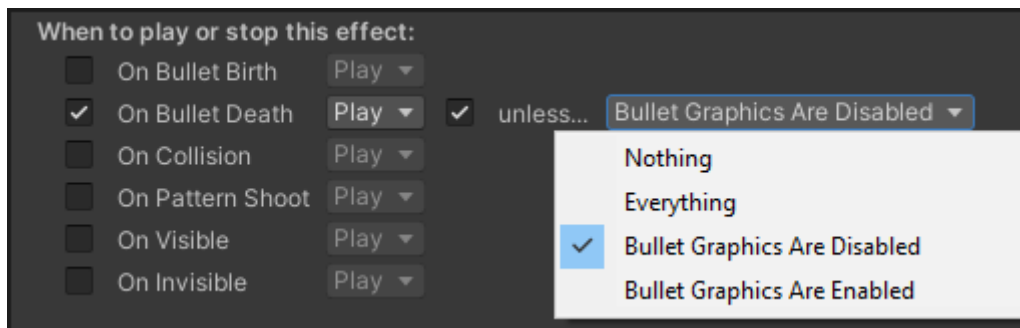 When to play or stop this effect:
On Bullet Birth Play
On Bullet Death Play unless... Bullet Graphics Are Disabled
On Collision Play
Nothing
On Pattern Shoot Play
Everything
On Visible Play
Bullet Graphics Are Disabled
On Invisible Play
Bullet Graphics Are Enabled